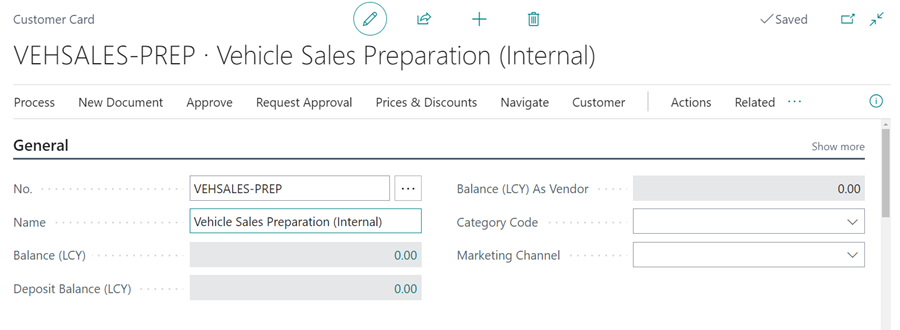 Customer Card
Saved
VEHSALES-PREP · Vehicle Sales Preparation (Internal)
Process New Document Approve Request Approval Prices & Discounts Navigate Customer Actions Related ···
General Show more
No. VEHSALES-PREP ··· Balance (LCY) As Vendor 0.00
Name Vehicle Sales Preparation (Internal) Category Code
Balance (LCY) 0.00 Marketing Channel
Deposit Balance (LCY) 0.00